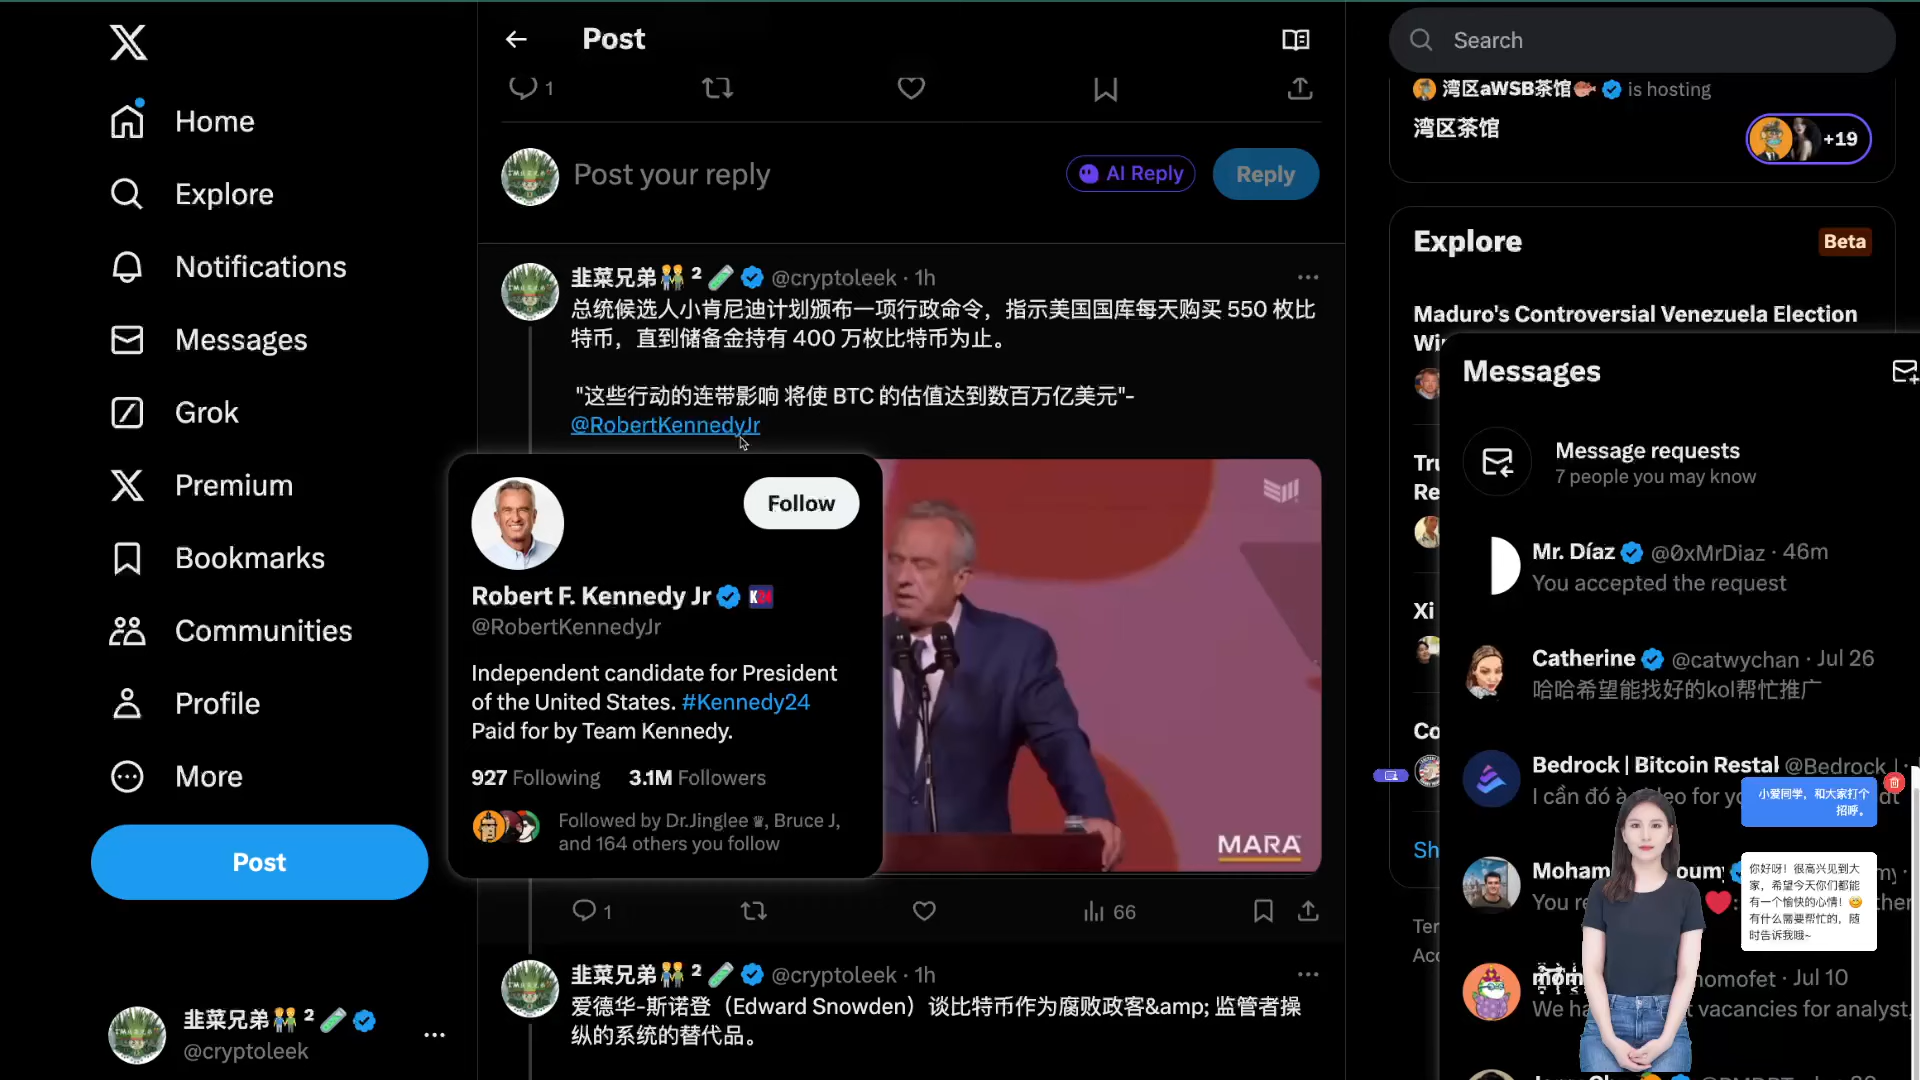 Home
Explore
Notifications
Messages
Grok
Premium
Bookmarks
Communities
Profile
More
Post
韭菜兄弟👬² 🧪
@cryptoleek
Post
1
Post your reply
AI Reply
Reply
韭菜兄弟👬² 🧪 @cryptoleek · 1h
总统候选人小肯尼迪计划颁布一项行政命令，指示美国国库每天购买 550 枚比
特币，直到储备金持有 400 万枚比特币为止。
"这些行动的连带影响 将使 BTC 的估值达到数百万亿美元"-
@RobertKennedyJr
Follow
Robert F. Kennedy Jr K24
@RobertKennedyJr
Independent candidate for President
of the United States. #Kennedy24
Paid for by Team Kennedy.
927 Following 3.1M Followers
Followed by Dr.Jinglee♛, Bruce J,
and 164 others you follow
MARA
1
66
韭菜兄弟👬² 🧪 @cryptoleek · 1h
爱德华-斯诺登（Edward Snowden）谈比特币作为腐败政客&amp; 监管者操
纵的系统的替代品。
Search
湾区aWSB茶馆🐡 is hosting
湾区茶馆
+19
Explore
Beta
Maduro's Controversial Venezuela Election
Wi
Tru
Re
Xi
Co
Sh
Ter
Acc
Messages
Message requests
7 people you may know
Mr. Díaz @0xMrDiaz · 46m
You accepted the request
Catherine @catwychan · Jul 26
哈哈希望能找好的kol帮忙推广
Bedrock | Bitcoin Restal @Bedrock
I cần đó à
Moham
You re
nomofet · Jul 10
We ha
vacancies for analyst,
小爱同学，和大家打个
招呼。
你好呀！很高兴见到大
家，希望今天你们都能
有一个愉快的心情！😊
有什么需要帮忙的，随
时告诉我哦~